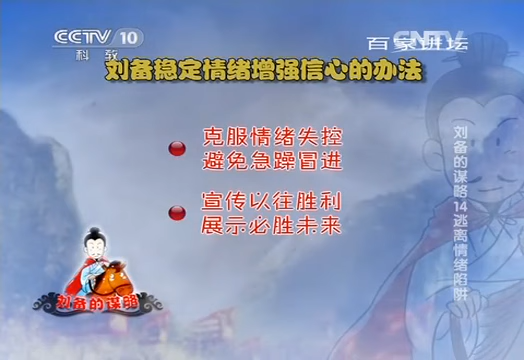 CCTV 10
科教
CNTV
百家讲坛
刘备稳定情绪增强信心的办法
克服情绪失控
避免急躁冒进
宣传以往胜利
展示必胜未来
刘备的谋略14逃离情绪陷阱
刘备的谋略